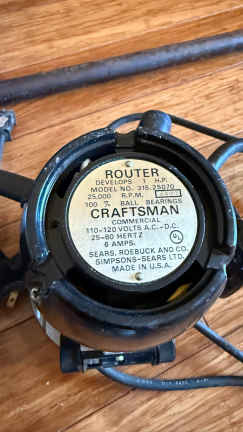 ROUTER
DEVELOPS 1 H.P.
MODEL NO. 315.25070
25,000 R.P.M.
100 % BALL BEARINGS
CRAFTSMAN
COMMERCIAL
110-120 VOLTS A.C.-D.C.
25-60 HERTZ
6 AMPS.
SEARS, ROEBUCK AND CO.
SIMPSONS-SEARS LTD.
MADE IN U.S.A.